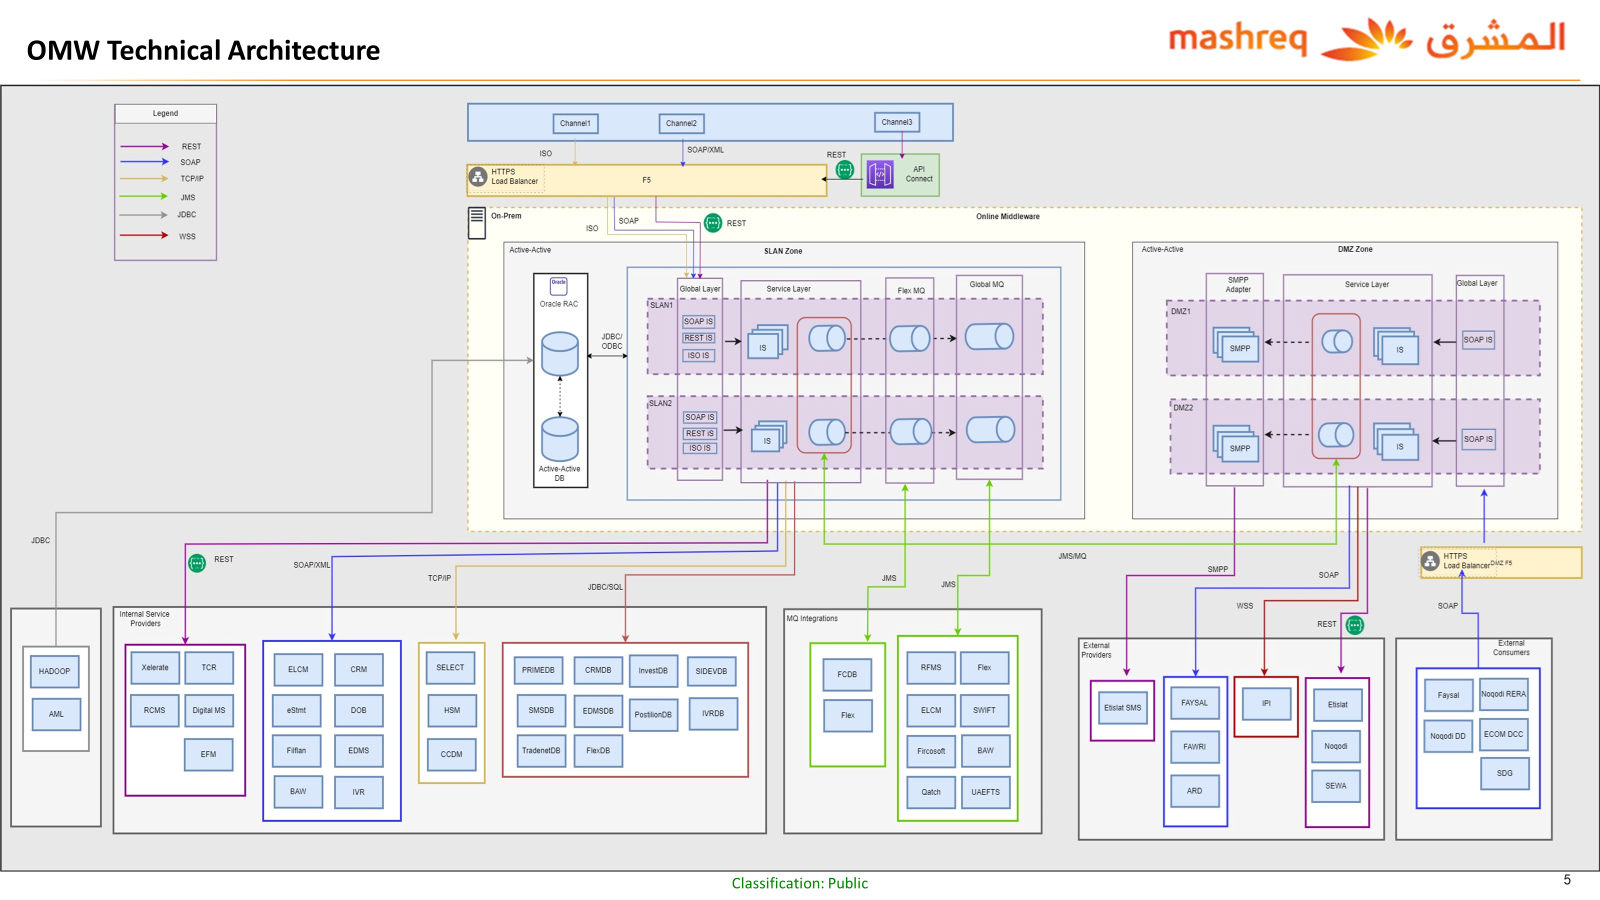 OMW Technical Architecture
mashreq المشرق
Legend
REST
SOAP
TCP/IP
JMS
JDBC
WSS
Channel1
Channel2
Channel3
ISO
SOAP/XML
REST
HTTPS
Load Balancer
F5
API
Connect
On-Prem
Online Middleware
ISO
SOAP
REST
Active-Active
SLAN Zone
Oracle
Oracle RAC
Active-Active
DB
JDBC/
ODBC
Global Layer
Service Layer
Flex MQ
Global MQ
SLAN1
SOAP IS
REST IS
ISO IS
IS
SLAN2
SOAP IS
REST IS
ISO IS
IS
Active-Active
DMZ Zone
SMPP
Adapter
Service Layer
Global Layer
DMZ1
SMPP
IS
SOAP IS
DMZ2
SMPP
IS
SOAP IS
JDBC
REST
SOAP/XML
TCP/IP
JDBC/SQL
JMS
JMS
JMS/MQ
SMPP
SOAP
WSS
REST
HTTPS
Load Balancer
DMZ F5
SOAP
HADOOP
AML
Internal Service
Providers
Xelerate
TCR
RCMS
Digital MS
EFM
ELCM
CRM
eStmt
DOB
Filfian
EDMS
BAW
IVR
SELECT
HSM
CCDM
PRIMEDB
CRMDB
InvestDB
SIDEVDB
SMSDB
EDMSDB
PostilionDB
IVRDB
TradenetDB
FlexDB
MQ Integrations
FCDB
Flex
RFMS
Flex
ELCM
SWIFT
Fircosoft
BAW
Qatch
UAEFTS
External
Providers
Etislat SMS
FAYSAL
FAWRI
ARD
IPI
Etislat
Noqodi
SEWA
External
Consumers
Faysal
Noqodi RERA
Noqodi DD
ECOM DCC
SDG
Classification: Public
5